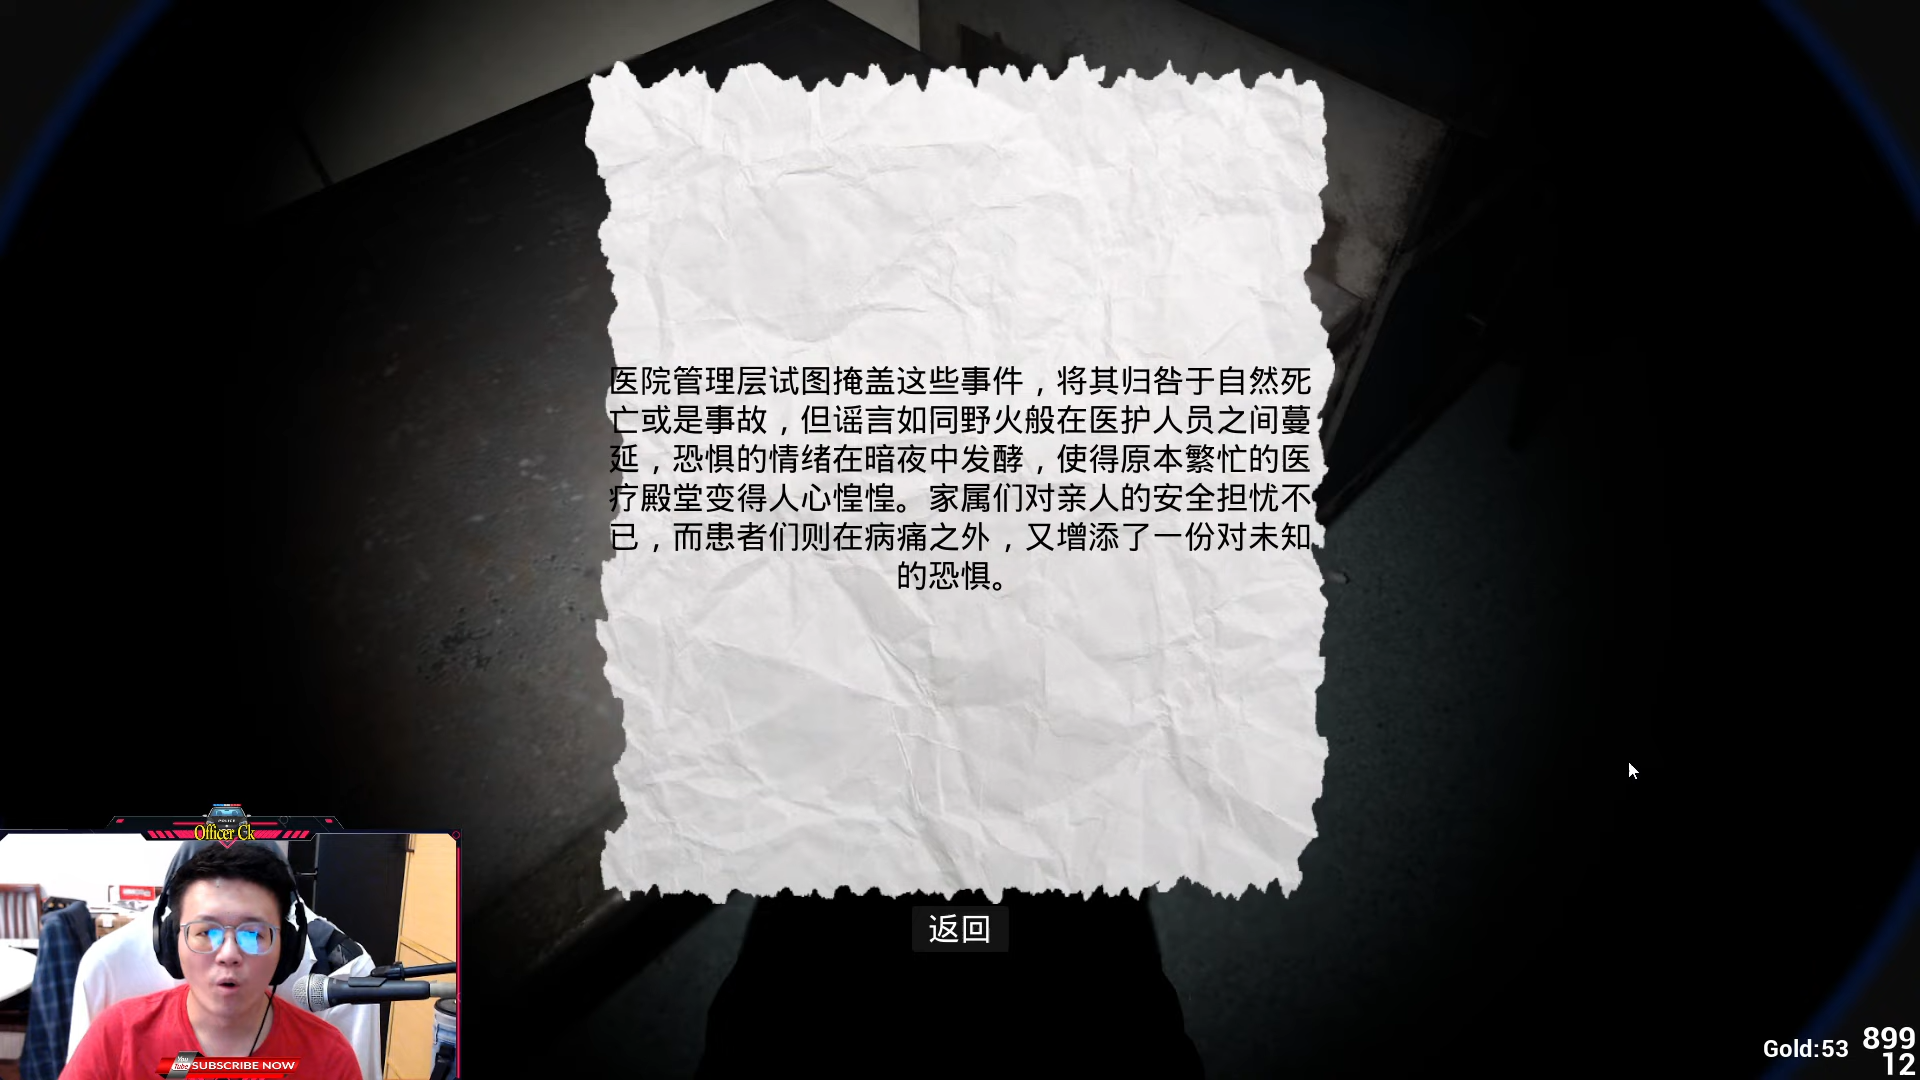 医院管理层试图掩盖这些事件，将其归咎于自然死
亡或是事故，但谣言如同野火般在医护人员之间蔓
延，恐惧的情绪在暗夜中发酵，使得原本繁忙的医
疗殿堂变得人心惶惶。家属们对亲人的安全担忧不
已，而患者们则在病痛之外，又增添了一份对未知
的恐惧。
返回
POLICE
Officer Ck
You
Tube
SUBSCRIBE NOW
Gold:53
899
12